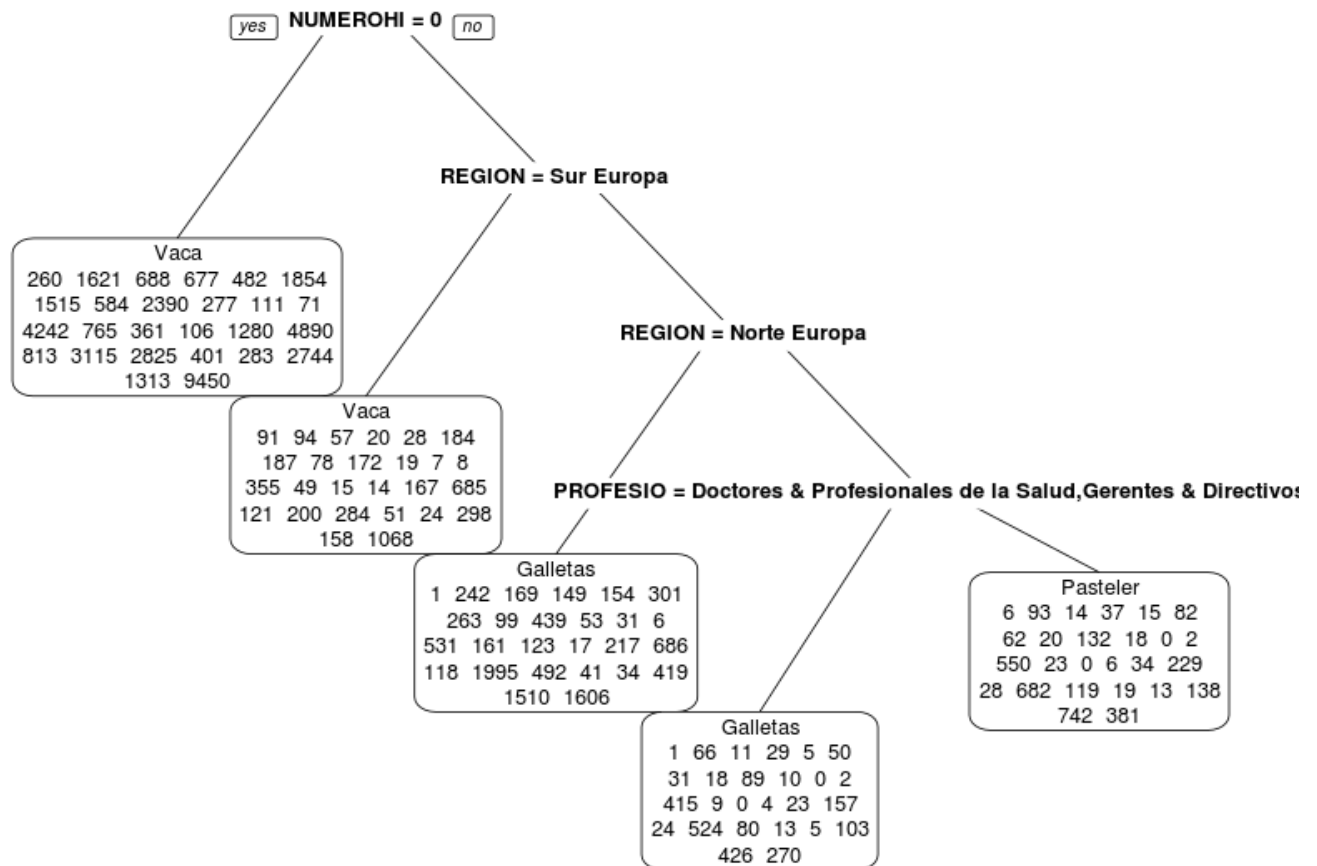 yes NUMEROHI = 0 no
REGION = Sur Europa
Vaca
260 1621 688 677 482 1854
1515 584 2390 277 111 71
4242 765 361 106 1280 4890
813 3115 2825 401 283 2744
1313 9450
REGION = Norte Europa
Vaca
91 94 57 20 28 184
187 78 172 19 7 8
355 49 15 14 167 685
121 200 284 51 24 298
158 1068
PROFESIO = Doctores & Profesionales de la Salud,Gerentes & Directivos
Galletas
1 242 169 149 154 301
263 99 439 53 31 6
531 161 123 17 217 686
118 1995 492 41 34 419
1510 1606
Pasteler
6 93 14 37 15 82
62 20 132 18 0 2
550 23 0 6 34 229
28 682 119 19 13 138
742 381
Galletas
1 66 11 29 5 50
31 18 89 10 0 2
415 9 0 4 23 157
24 524 80 13 5 103
426 270